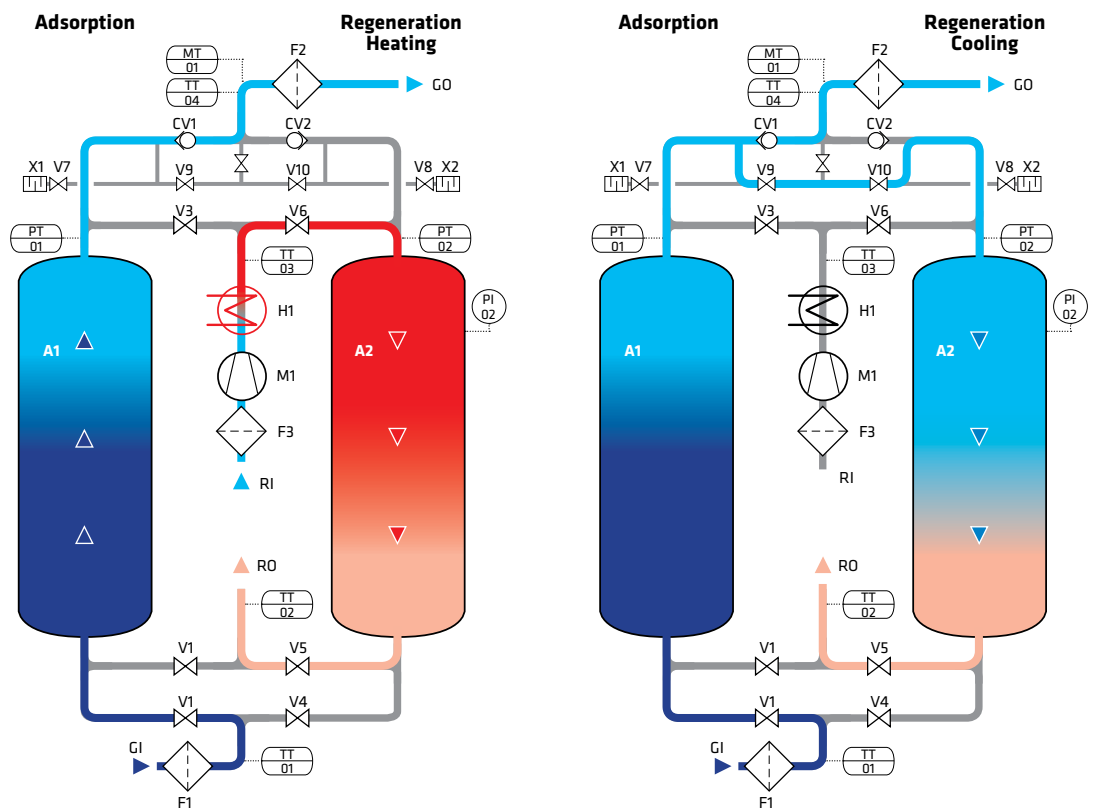 Adsorption
Regeneration
Heating
MT
01
F2
TT
04
GO
CV1
CV2
X1 V7
V8 X2
V9
V10
V3
V6
PT
01
PT
02
TT
03
PI
02
H1
A1
A2
M1
F3
RI
RO
TT
02
V1
V5
V1
V4
GI
TT
01
F1
Adsorption
Regeneration
Cooling
MT
01
F2
TT
04
GO
CV1
CV2
X1 V7
V8 X2
V9
V10
V3
V6
PT
01
PT
02
TT
03
PI
02
H1
A1
A2
M1
F3
RI
RO
TT
02
V1
V5
V1
V4
GI
TT
01
F1